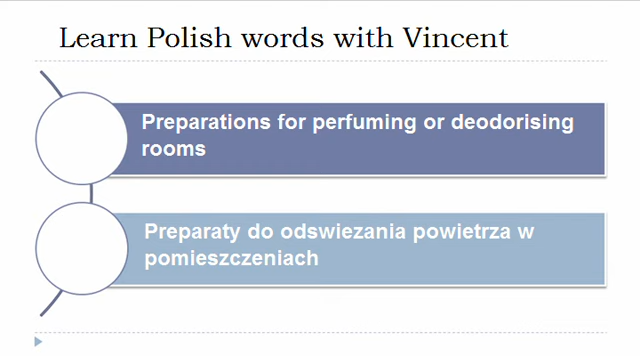 Learn Polish words with Vincent
Preparations for perfuming or deodorising
rooms
Preparaty do odswiezania powietrza w
pomieszczeniach